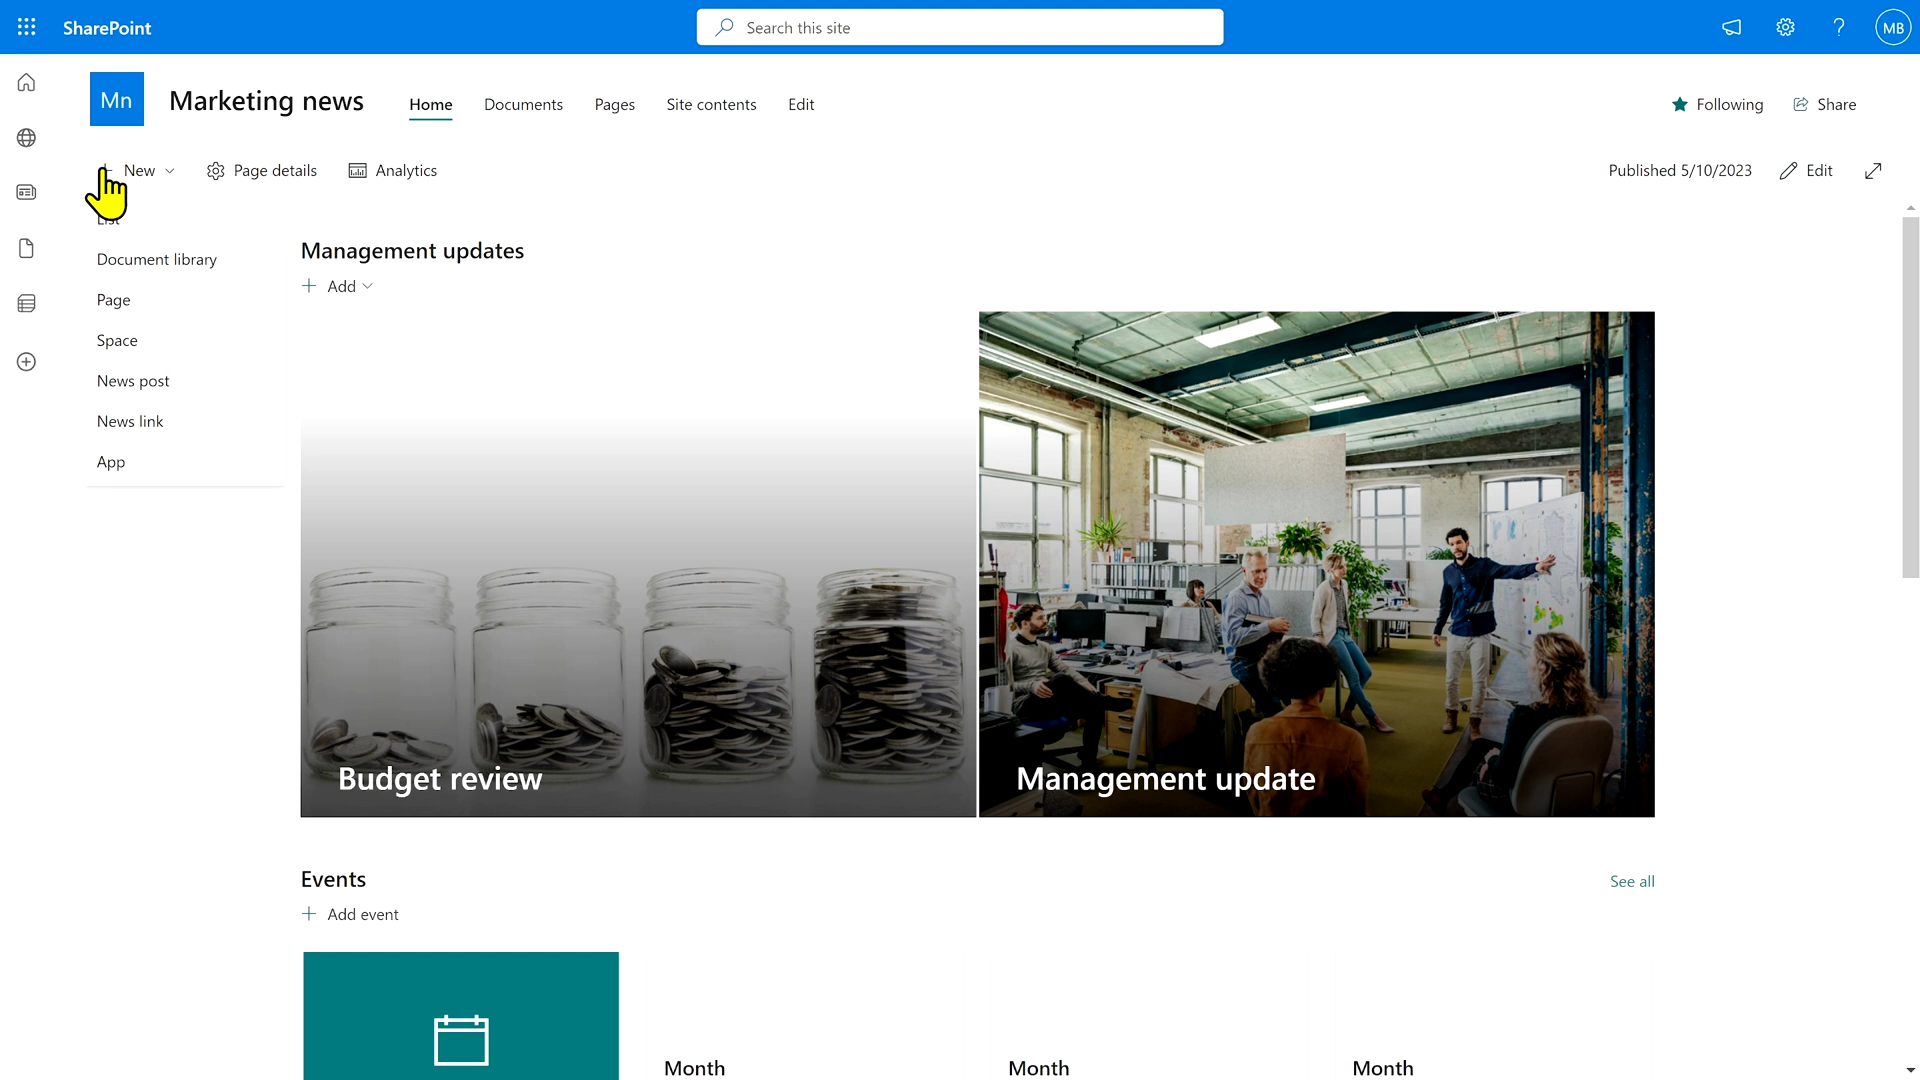 SharePoint
Search this site
MB
Mn
Marketing news
Home
Documents
Pages
Site contents
Edit
Following
Share
New
Page details
Analytics
Published 5/10/2023
Edit
List
Document library
Page
Space
News post
News link
App
Management updates
Add
Budget review
Management update
Events
See all
Add event
Month
Month
Month